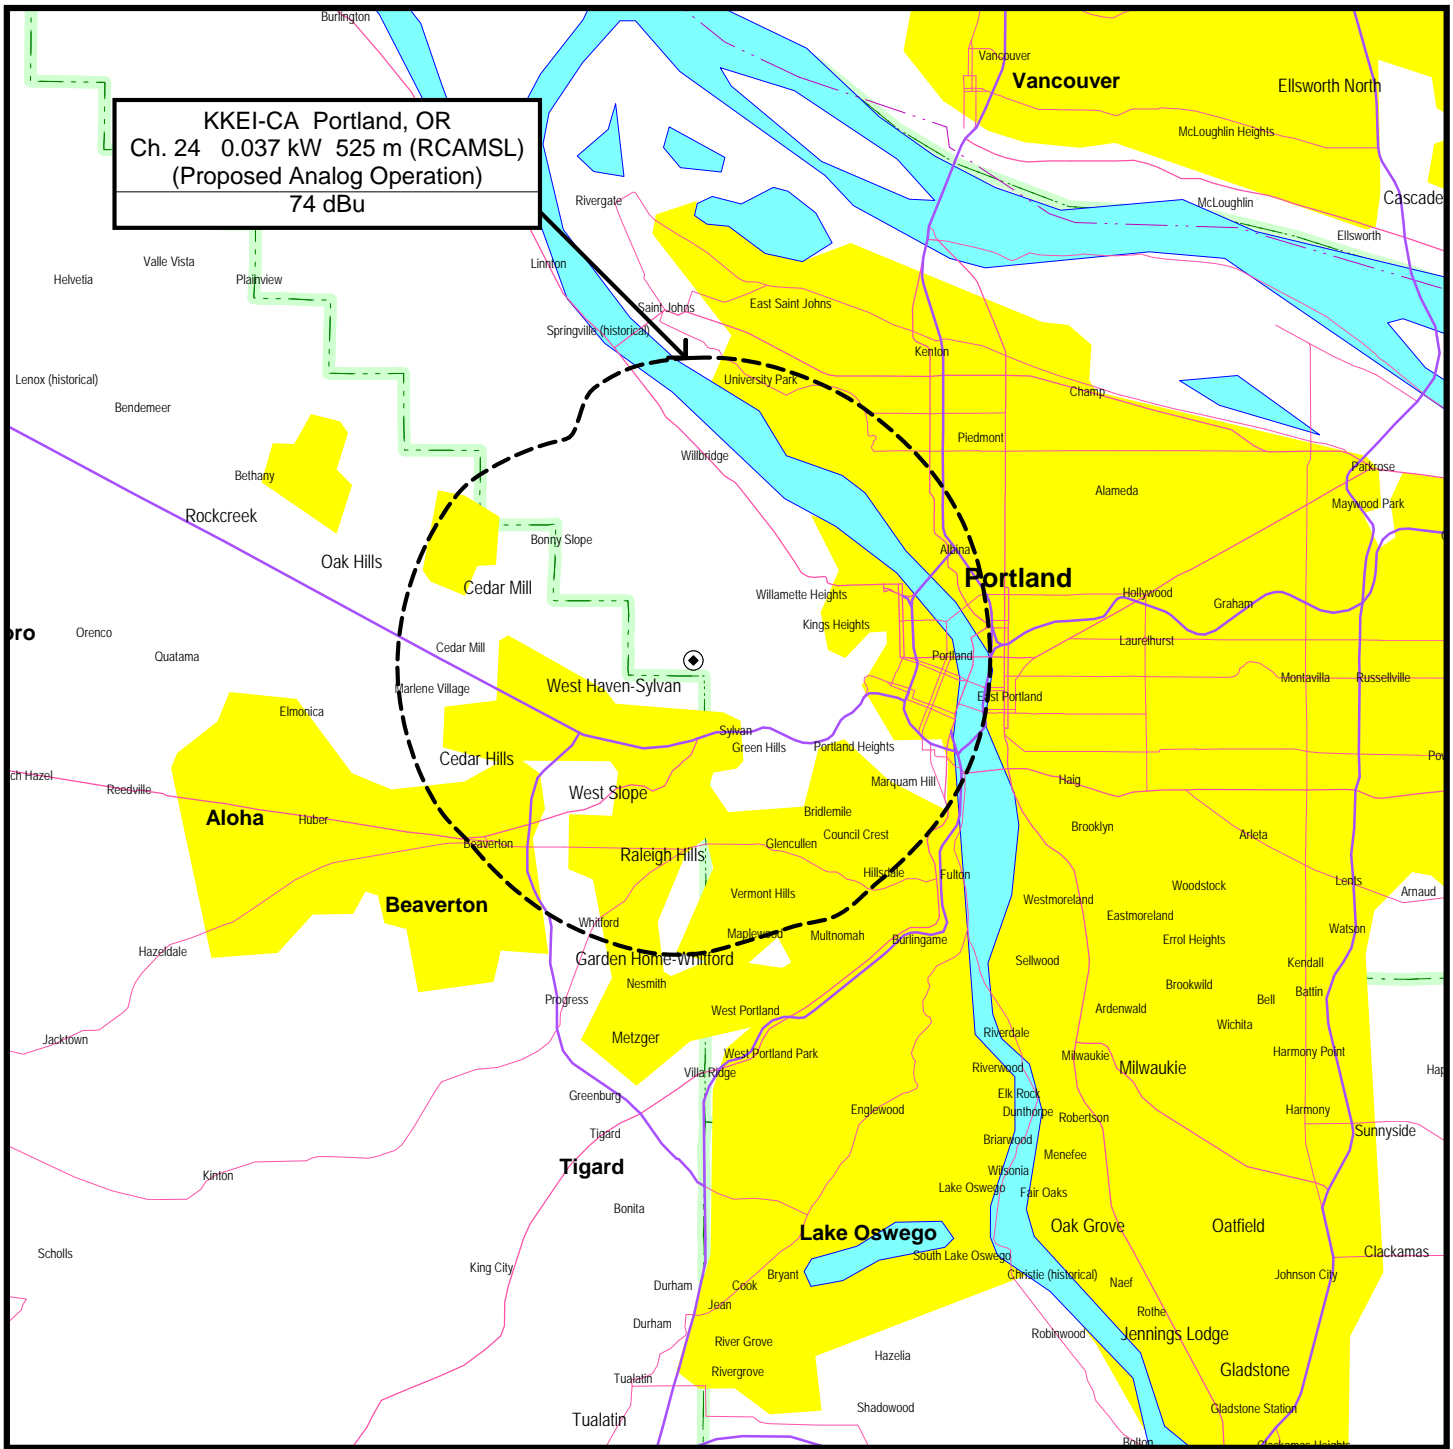 Burlington
Vancouver
Vancouver
Ellsworth North
KKEI-CA Portland, OR
Ch. 24 0.037 kW 525 m (RCAMSL)
(Proposed Analog Operation)
74 dBu
McLoughlin Heights
Rivergate
McLoughlin
Cascade
Ellsworth
Valle Vista
Linnton
Helvetia
Plainview
Saint Johns
East Saint Johns
Springville (historical)
Kenton
Lenox (historical)
University Park
Champ
Bendemeer
Piedmont
Willbridge
Parkrose
Bethany
Alameda
Maywood Park
Rockcreek
Bonny Slope
Albina
Oak Hills
Portland
Cedar Mill
Willamette Heights
Hollywood
Graham
Kings Heights
oro
Orenco
Laurelhurst
Cedar Mill
Quatama
Portland
Montavilla
Russellville
Marlene Village
West Haven-Sylvan
East Portland
Elmonica
Sylvan
Green Hills
Portland Heights
Cedar Hills
Pov
ch Hazel
Reedville
West Slope
Marquam Hill
Haig
Aloha
Huber
Bridlemile
Council Crest
Brooklyn
Arleta
Beaverton
Glencullen
Raleigh Hills
Hillsdale
Fulton
Lents
Woodstock
Arnaud
Vermont Hills
Westmoreland
Beaverton
Eastmoreland
Whitford
Maplewood
Multnomah
Burlingame
Watson
Errol Heights
Hazeldale
Garden Home-Whitford
Sellwood
Kendall
Nesmith
Brookwild
Battin
Progress
Bell
West Portland
Ardenwald
Wichita
Jacktown
Metzger
Riverdale
West Portland Park
Milwaukie
Harmony Point
Villa Ridge
Riverwood
Milwaukie
Hap
Greenburg
Elk Rock
Englewood
Dunthorpe
Robertson
Harmony
Tigard
Sunnyside
Briarwood
Menefee
Tigard
Kinton
Wilsonia
Lake Oswego
Fair Oaks
Bonita
Oak Grove
Oatfield
Lake Oswego
Scholls
South Lake Oswego
Clackamas
King City
Bryant
Christie (historical)
Johnson City
Durham
Cook
Naef
Jean
Rothe
Durham
Robinwood
Jennings Lodge
River Grove
Hazelia
Rivergrove
Gladstone
Tualatin
Shadowood
Gladstone Station
Tualatin
Bolton
Clackamas Heights